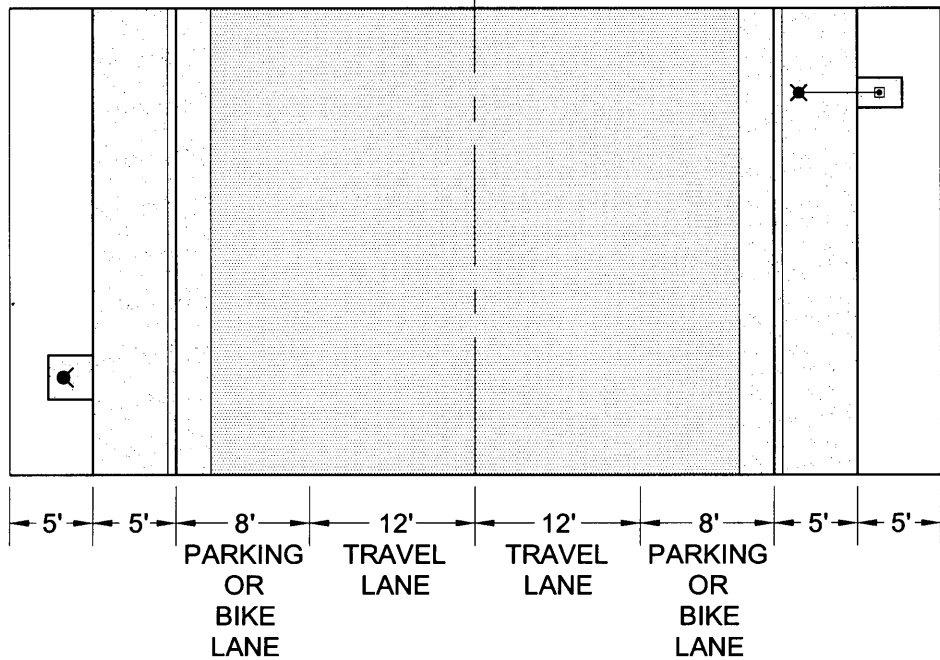 5' 5' 8' 12' 12' 8' 5' 5'
PARKING TRAVEL TRAVEL PARKING
OR LANE LANE OR
BIKE BIKE
LANE LANE